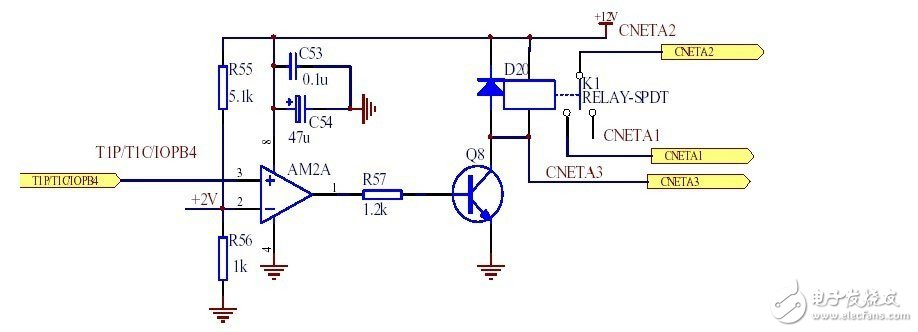 +12V
CNETA2
CNETA2
C53
0.1u
R55
5.1k
D20
K1
RELAY-SPDT
C54
47u
CNETA1
T1P/T1C/IOPB4
8
AM2A
Q8
CNETA1
T1P/T1C/IOPB4
3
1
R57
CNETA3
CNETA3
+2V
2
1.2k
R56
1k
4
电子发烧友
www.elecfans.com